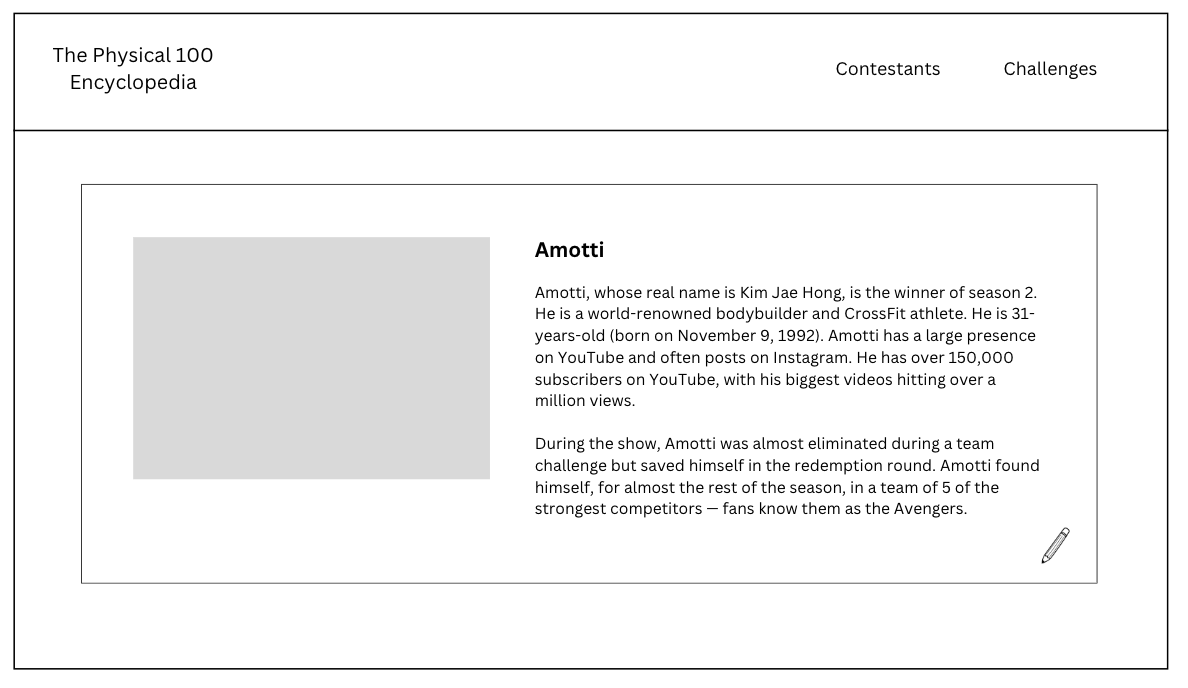 The Physical 100
Encyclopedia
Contestants
Challenges
Amotti
Amotti, whose real name is Kim Jae Hong, is the winner of season 2.
He is a world-renowned bodybuilder and CrossFit athlete. He is 31-
years-old (born on November 9, 1992). Amotti has a large presence
on YouTube and often posts on Instagram. He has over 150,000
subscribers on YouTube, with his biggest videos hitting over a
million views.
During the show, Amotti was almost eliminated during a team
challenge but saved himself in the redemption round. Amotti found
himself, for almost the rest of the season, in a team of 5 of the
strongest competitors — fans know them as the Avengers.